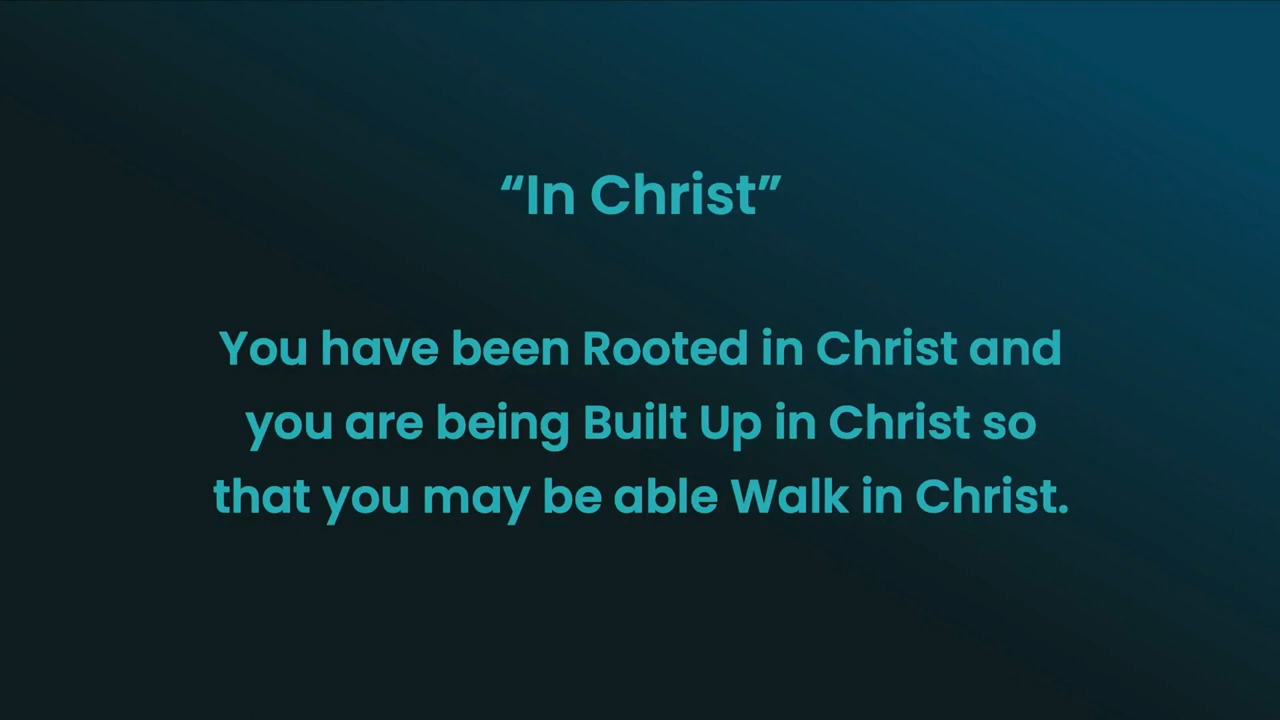 “In Christ”
You have been Rooted in Christ and
you are being Built Up in Christ so
that you may be able Walk in Christ.